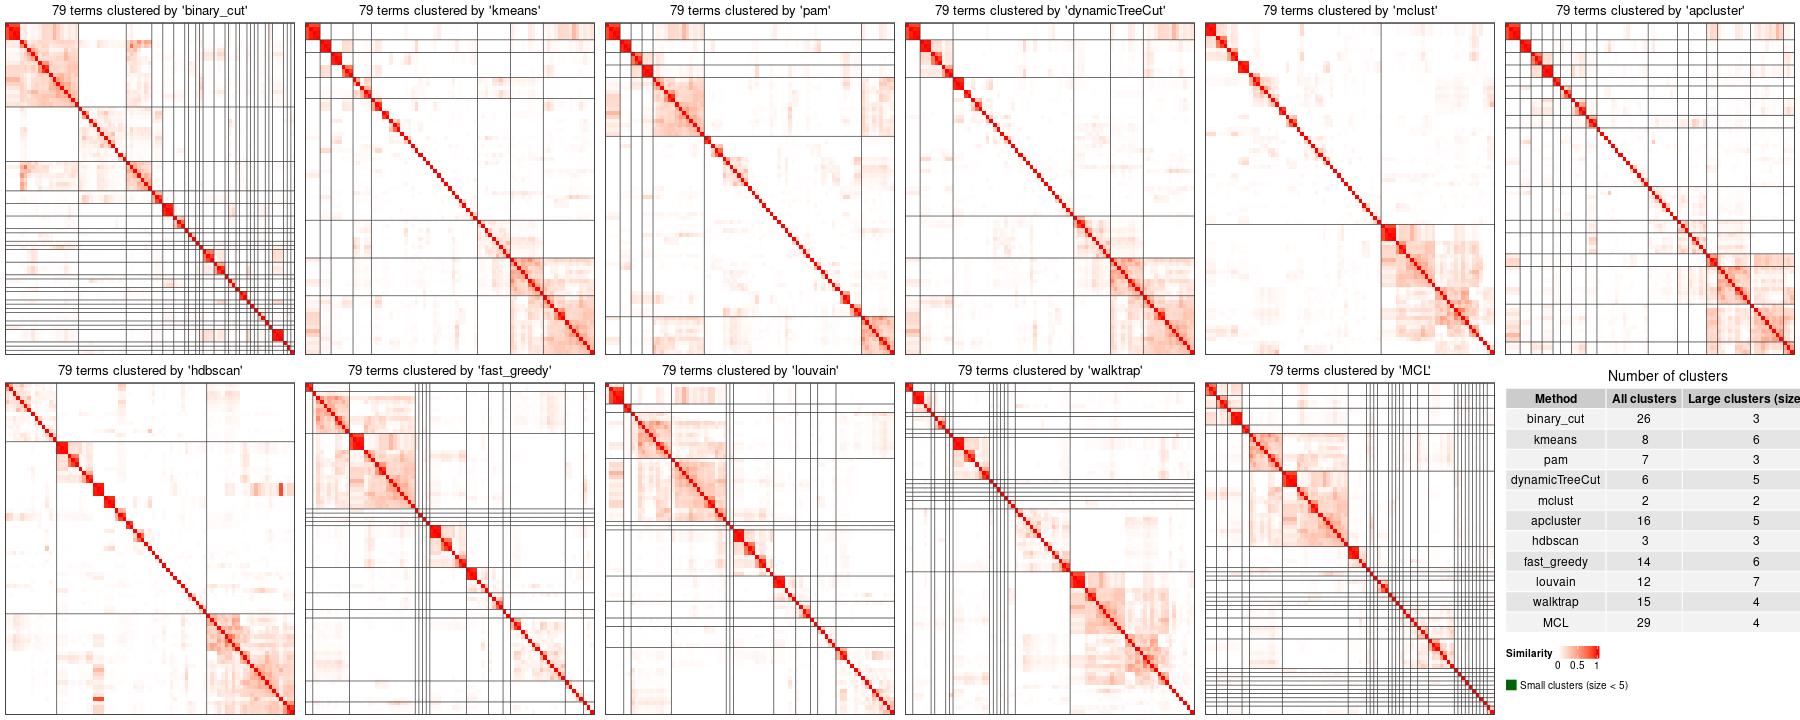 79 terms clustered by 'binary_cut'
79 terms clustered by 'kmeans'
79 terms clustered by 'pam'
79 terms clustered by 'dynamicTreeCut'
79 terms clustered by 'mclust'
79 terms clustered by 'apcluster'
79 terms clustered by 'hdbscan'
79 terms clustered by 'fast_greedy'
79 terms clustered by 'louvain'
79 terms clustered by 'walktrap'
79 terms clustered by 'MCL'
Number of clusters
Method All clusters Large clusters (size
binary_cut 26 3
kmeans 8 6
pam 7 3
dynamicTreeCut 6 5
mclust 2 2
apcluster 16 5
hdbscan 3 3
fast_greedy 14 6
louvain 12 7
walktrap 15 4
MCL 29 4
Similarity
0 0.5 1
Small clusters (size < 5)